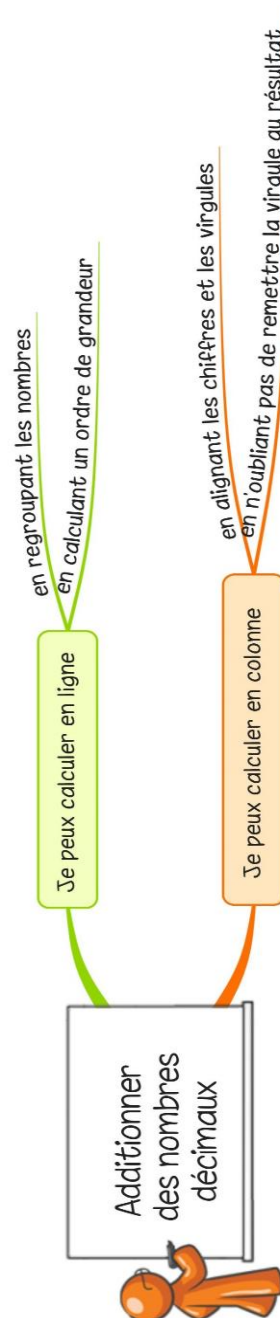 Additionner
des nombres
décimaux
Je peux calculer en ligne
en regroupant les nombres
en calculant un ordre de grandeur
Je peux calculer en colonne
en alignant les chiffres et les virgules
en n'oubliant pas de remettre la virgule au résultat